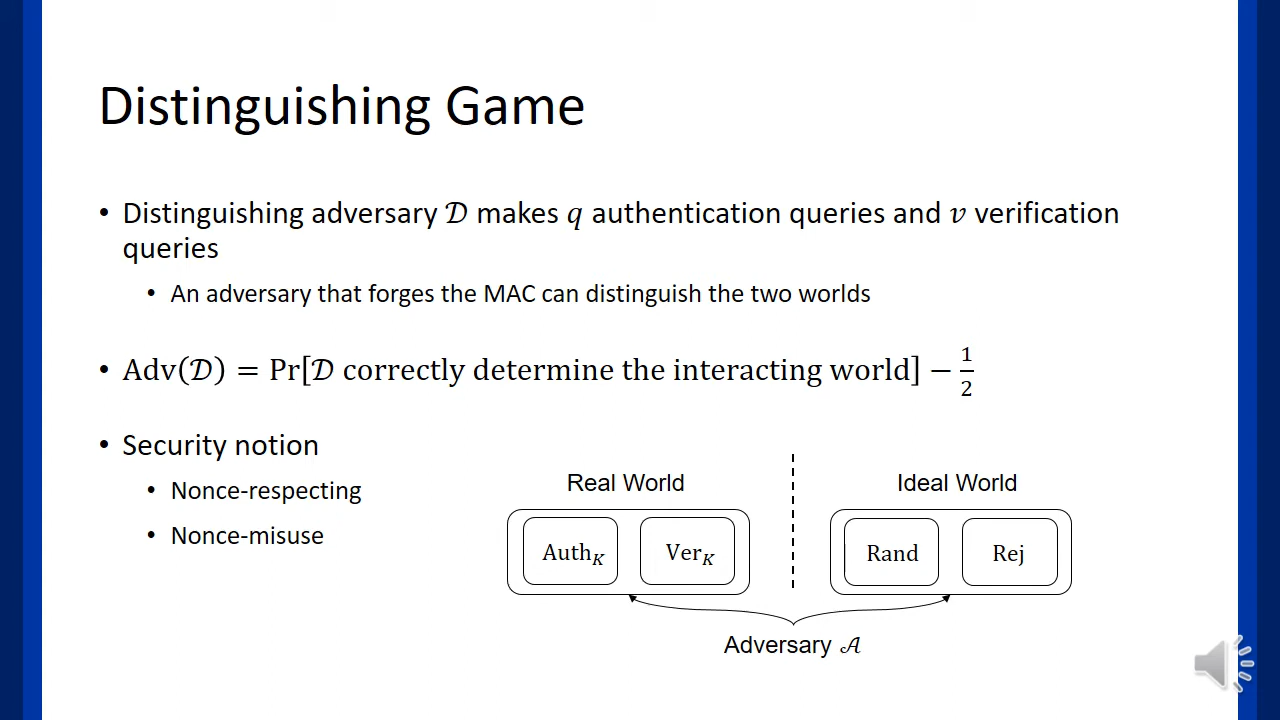 Distinguishing Game
• Distinguishing adversary 𝒟 makes q authentication queries and v verification
queries
• An adversary that forges the MAC can distinguish the two worlds
• Adv(𝒟) = Pr[𝒟 correctly determine the interacting world] − 1/2
• Security notion
• Nonce-respecting
• Nonce-misuse
Real World
Ideal World
Auth_K
Ver_K
Rand
Rej
Adversary 𝒜